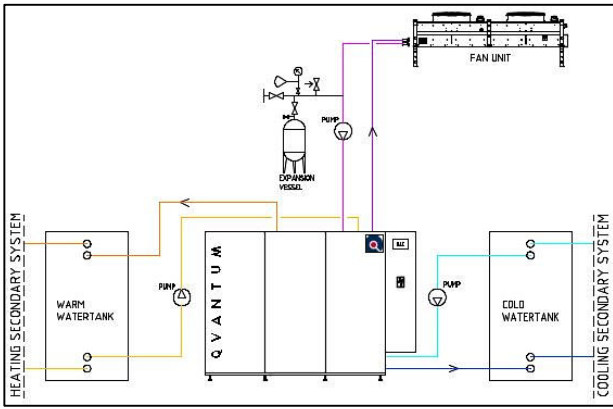 FAN UNIT
PUMP
EXPANSION
VESSEL
HEATING SECONDARY SYSTEM
WARM
WATERTANK
PUMP
QVANTUM
PUMP
COLD
WATERTANK
COOLING SECONDARY SYSTEM